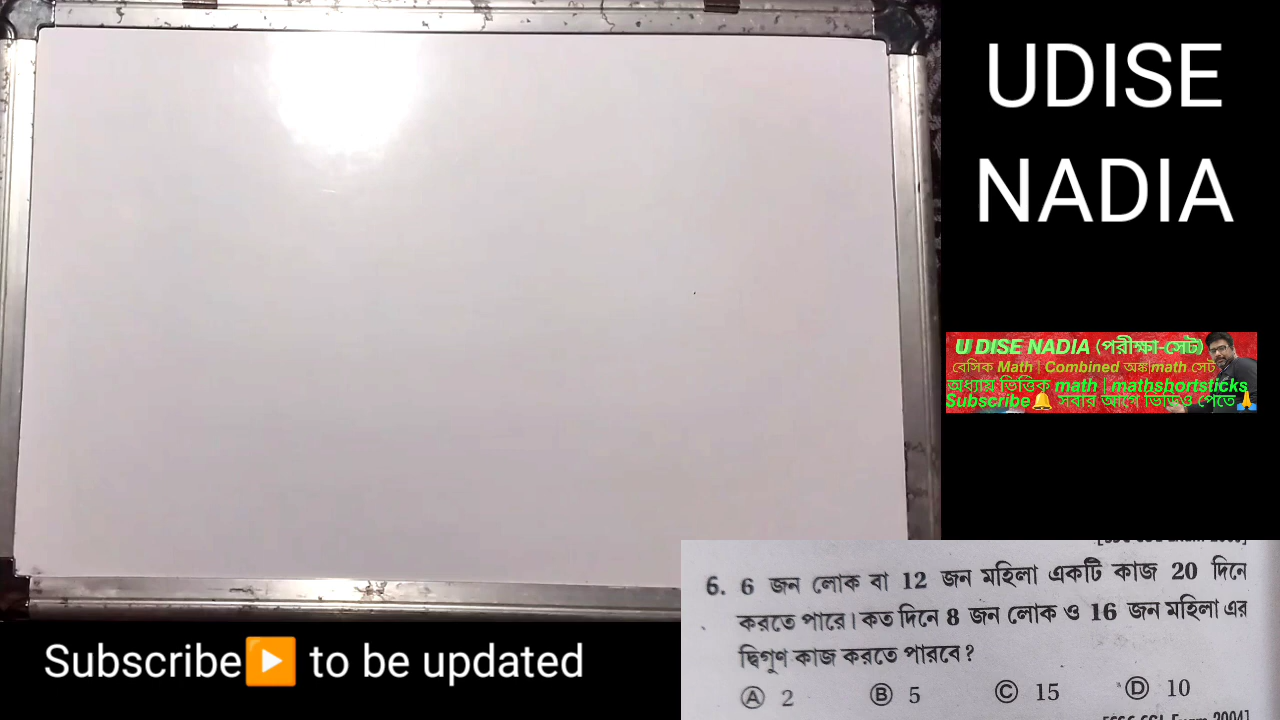 UDISE
NADIA
U DISE NADIA (পরীক্ষা-সেট)
বেসিক Math | Combined অঙ্ক|math সেট
অধ্যায় ভিত্তিক math | mathshortsticks
Subscribe🔔 সবার আগে ভিডিও পেতে🙏
6. 6 জন লোক বা 12 জন মহিলা একটি কাজ 20 দিনে
করতে পারে। কত দিনে 8 জন লোক ও 16 জন মহিলা এর
দ্বিগুণ কাজ করতে পারবে?
Ⓐ 2 Ⓑ 5 Ⓒ 15 Ⓓ 10
Subscribe▶️ to be updated